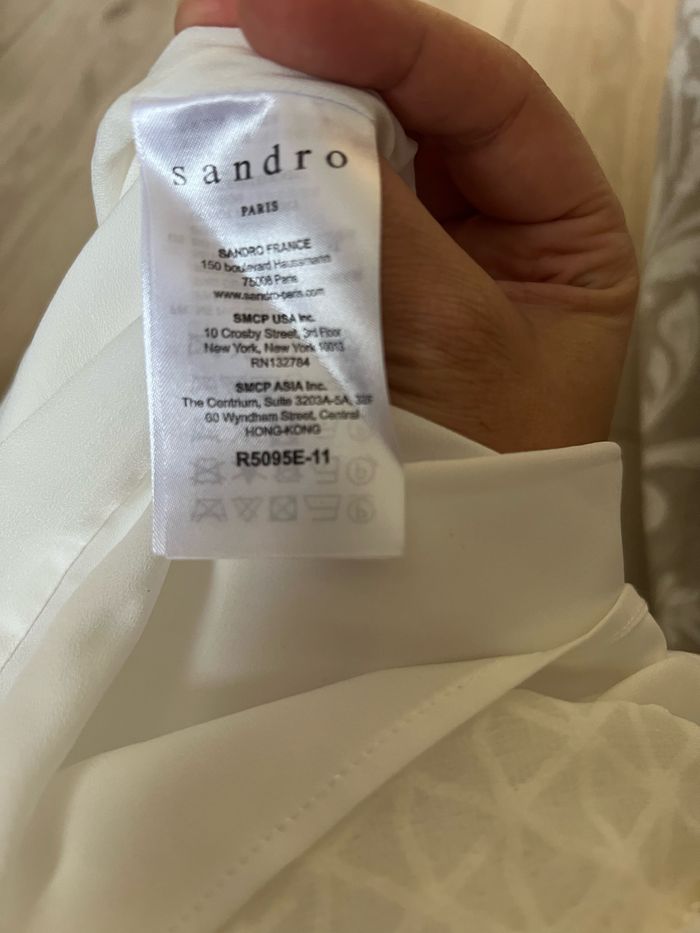 sandro
PARIS
SANDRO FRANCE
150 boulevard Haussmann
75008 Paris
www.sandro-paris.com
SMCP USA Inc.
10 Crosby Street, 3rd Floor
New York, New York 10013
RN132784
SMCP ASIA Inc.
The Centrium, Suite 3203A-5A, 32F
60 Wyndham Street, Central
HONG-KONG
R5095E-11